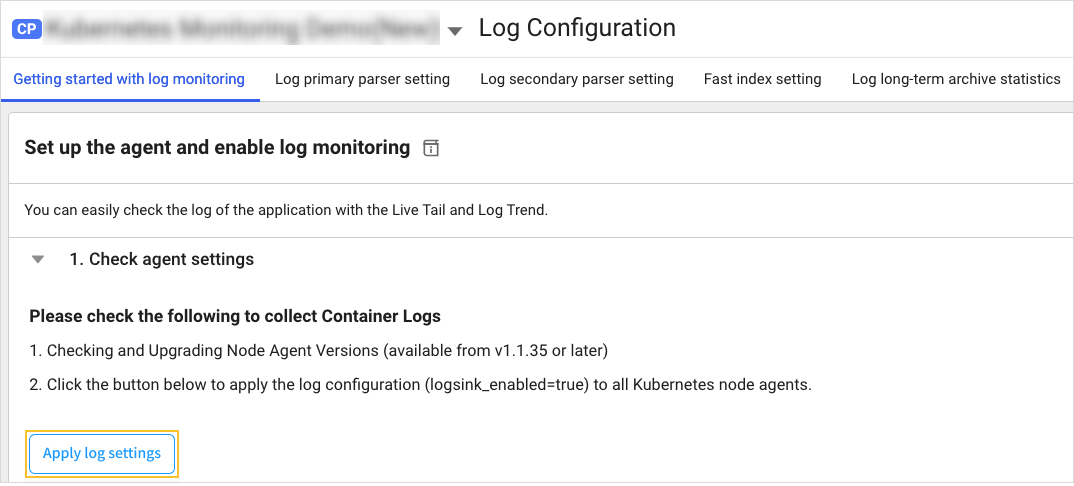 CP
Log Configuration
Getting started with log monitoring
Log primary parser setting
Log secondary parser setting
Fast index setting
Log long-term archive statistics
Set up the agent and enable log monitoring
You can easily check the log of the application with the Live Tail and Log Trend.
1. Check agent settings
Please check the following to collect Container Logs
1. Checking and Upgrading Node Agent Versions (available from v1.1.35 or later)
2. Click the button below to apply the log configuration (logsink_enabled=true) to all Kubernetes node agents.
Apply log settings